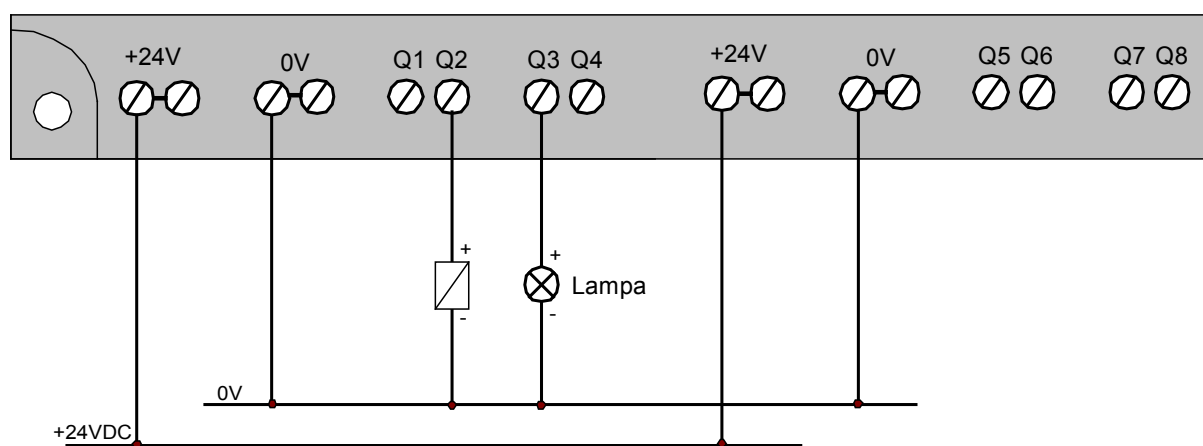 +24V 0V Q1 Q2 Q3 Q4 +24V 0V Q5 Q6 Q7 Q8
+ +
Lampa
- -
0V
+24VDC